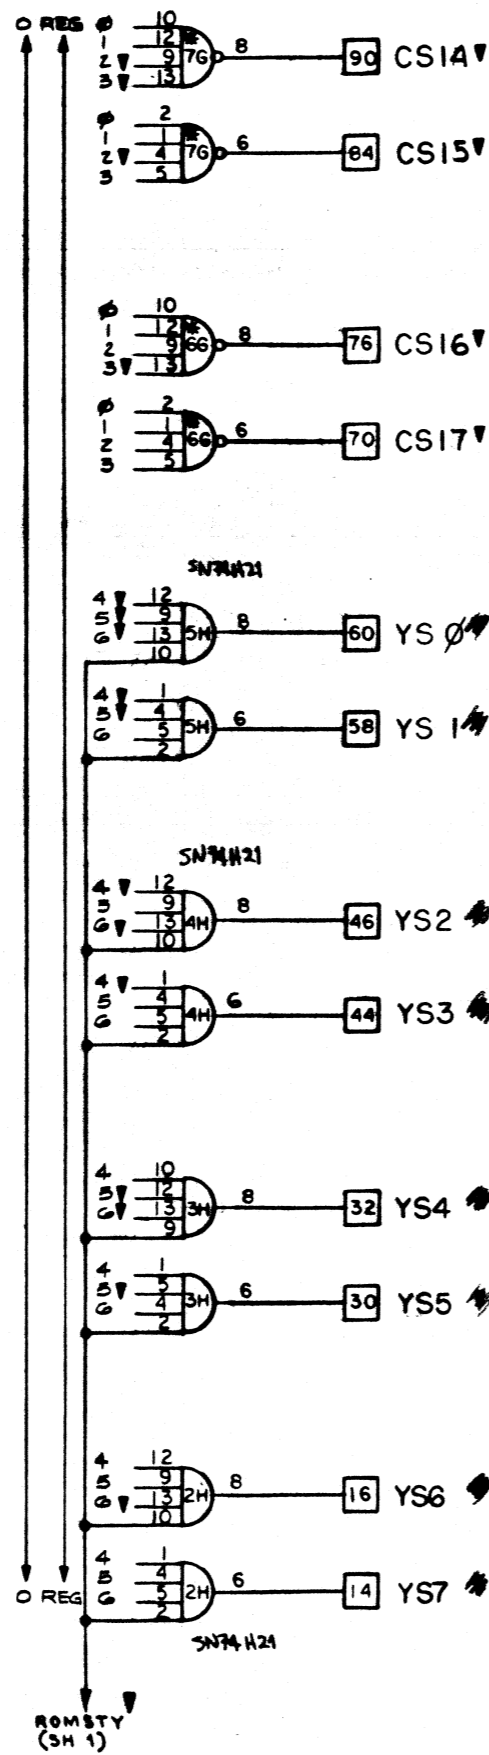 O REG Ø 10
1 12
2▼ 9 7G 8 90 CS14▼
3▼ 13
Ø 2
1 1
2▼ 4 7G 6 84 CS15▼
3 5
Ø 10
1 12
2 9 6G 8 76 CS16▼
3▼ 13
Ø 2
1 1
2 4 6G 6 70 CS17▼
3 5
SN74H21
4▼ 12
5▼ 9
6▼ 13 5H 8 60 YS Ø
10
4▼ 1
5▼ 4
6 5 5H 6 58 YS 1
2
SN74H21
4▼ 12
5 9
6▼ 13 4H 8 46 YS2
10
4▼ 1
5 4
6 5 4H 6 44 YS3
2
4 10
5▼ 12
6▼ 13 3H 8 32 YS4
9
4 1
5▼ 5
6 4 3H 6 30 YS5
2
4 12
5 9
6▼ 13 2H 8 16 YS6
10
4 1
5 4
O REG 6 5 2H 6 14 YS7
2
SN74H21
ROMSTY▼
(SH 1)